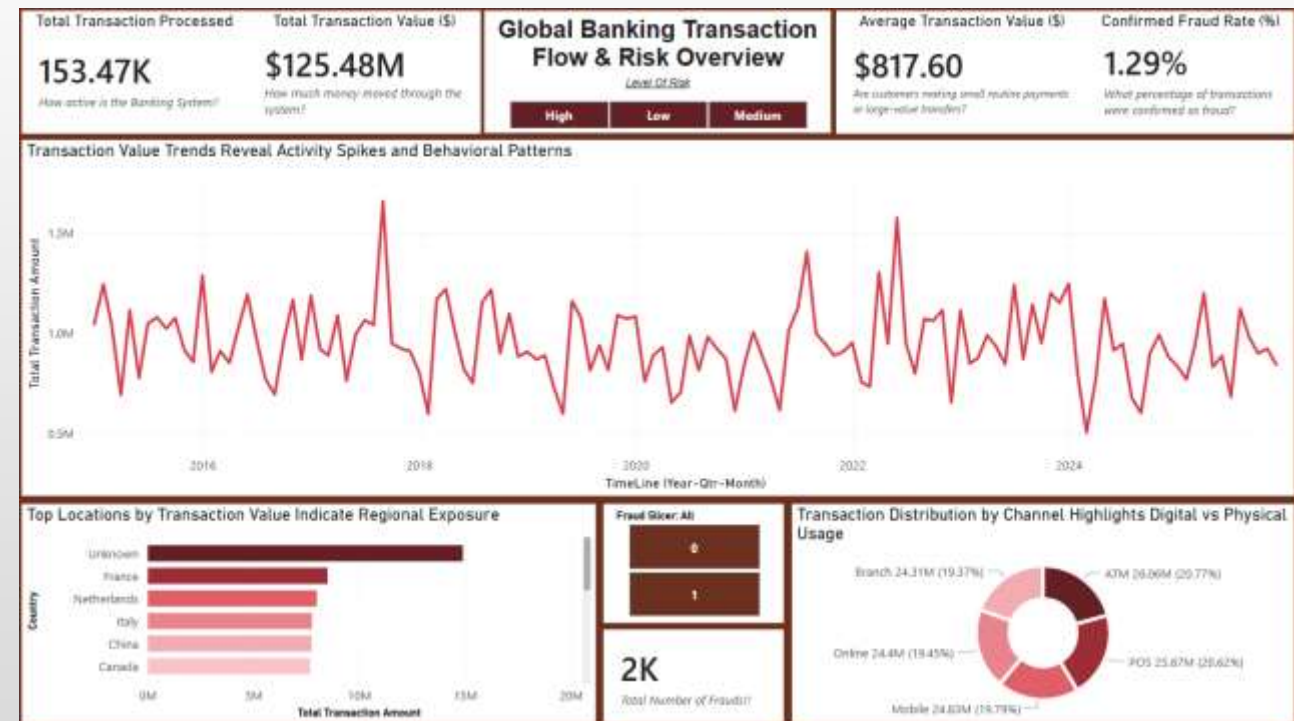 Total Transaction Processed
153.47K
How active is the Banking System?
Total Transaction Value ($)
$125.48M
How much money moved through the
system?
Global Banking Transaction
Flow & Risk Overview
Level Of Risk
High
Low
Medium
Average Transaction Value ($)
$817.60
Are customers making small routine payments
or large-value transfers?
Confirmed Fraud Rate (%)
1.29%
What percentage of transactions
were confirmed as fraud?
Transaction Value Trends Reveal Activity Spikes and Behavioral Patterns
Total Transaction Amount
1.5M
1.0M
0.5M
2016
2018
2020
2022
2024
TimeLine (Year-Qtr-Month)
Top Locations by Transaction Value Indicate Regional Exposure
Country
Unknown
France
Netherlands
Italy
China
Canada
0M
5M
10M
15M
20M
Total Transaction Amount
Fraud Slicer: All
0
1
2K
Total Number of Frauds!!
Transaction Distribution by Channel Highlights Digital vs Physical
Usage
Branch 24.31M (19.37%)
ATM 26.06M (20.77%)
Online 24.4M (19.45%)
POS 25.87M (20.62%)
Mobile 24.83M (19.79%)